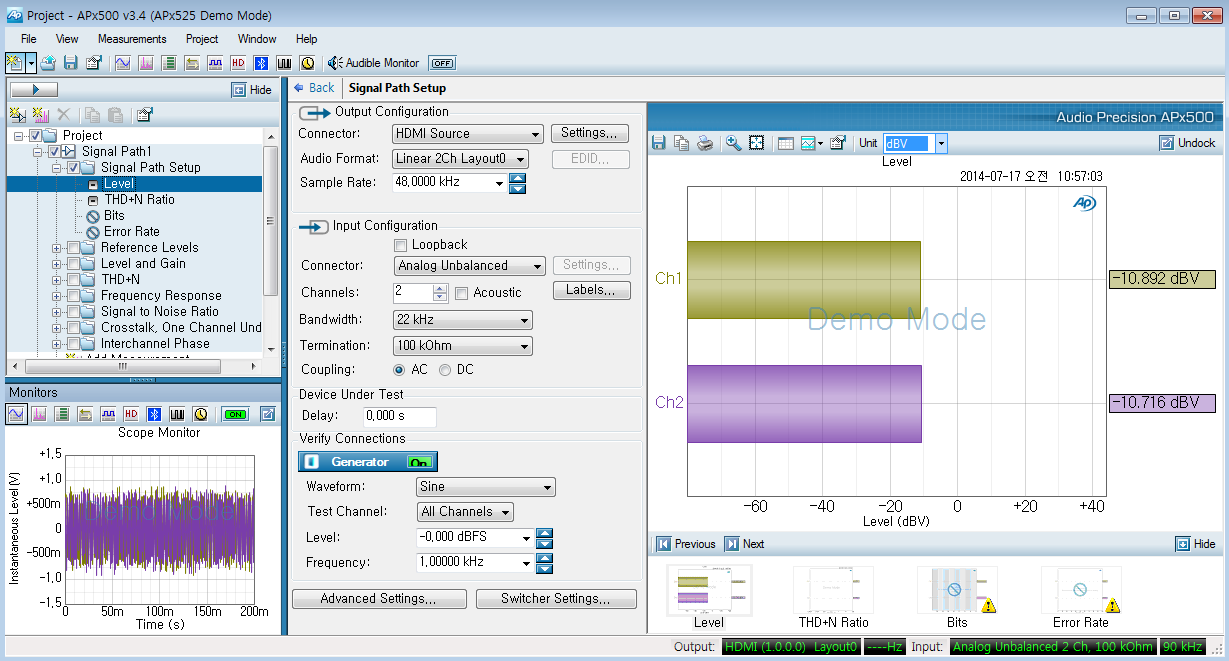 Project - APx500 v3.4 (APx525 Demo Mode)
File View Measurements Project Window Help
HD Audible Monitor OFF
Hide
Project
Signal Path1
Signal Path Setup
Level
THD+N Ratio
Bits
Error Rate
Reference Levels
Level and Gain
THD+N
Frequency Response
Signal to Noise Ratio
Crosstalk, One Channel Und
Interchannel Phase
Add Measurement
Monitors
HD ON
Scope Monitor
Instantaneous Level (V)
+1,5
+1,0
+500m
0
-500m
-1,0
-1,5
Demo Mode
0 50m 100m 150m 200m
Time (s)
Back Signal Path Setup
Output Configuration
Connector: HDMI Source Settings...
Audio Format: Linear 2Ch Layout0 EDID...
Sample Rate: 48,0000 kHz
Input Configuration
Loopback
Connector: Analog Unbalanced Settings...
Channels: 2 Acoustic Labels...
Bandwidth: 22 kHz
Termination: 100 kOhm
Coupling: AC DC
Device Under Test
Delay: 0,000 s
Verify Connections
Generator On
Waveform: Sine
Test Channel: All Channels
Level: -0,000 dBFS
Frequency: 1,00000 kHz
Advanced Settings... Switcher Settings...
Audio Precision APx500
Unit dBV Undock
Level
2014-07-17 오전 10:57:03
Ap
Ch1 -10.892 dBV
Demo Mode
Ch2 -10.716 dBV
-60 -40 -20 0 +20 +40
Level (dBV)
Previous Next Hide
Level THD+N Ratio Bits Error Rate
Output: HDMI (1.0.0.0) Layout0 ----Hz Input: Analog Unbalanced 2 Ch, 100 kOhm 90 kHz